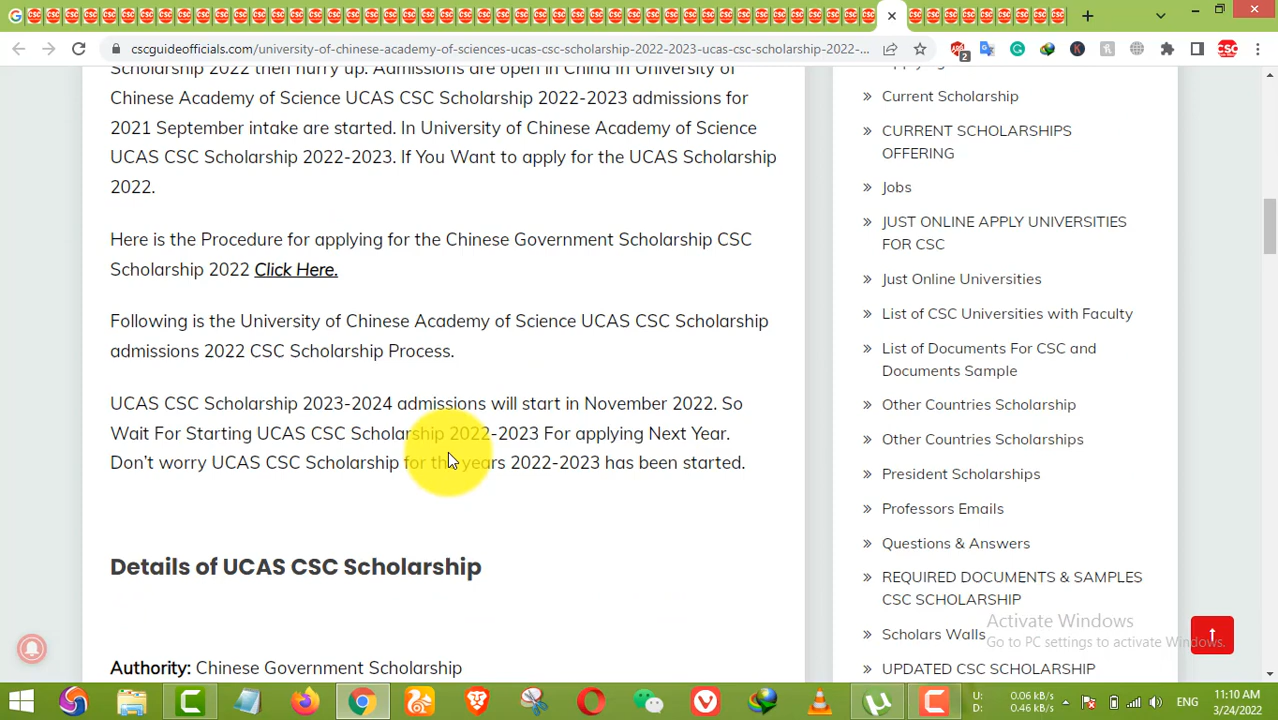 cscguideofficials.com/university-of-chinese-academy-of-sciences-ucas-csc-scholarship-2022-2023-ucas-csc-scholarship-2022-...
Scholarship 2022 then hurry up. Admissions are open in China in University of
Chinese Academy of Science UCAS CSC Scholarship 2022-2023 admissions for
2021 September intake are started. In University of Chinese Academy of Science
UCAS CSC Scholarship 2022-2023. If You Want to apply for the UCAS Scholarship
2022.
Here is the Procedure for applying for the Chinese Government Scholarship CSC
Scholarship 2022 Click Here.
Following is the University of Chinese Academy of Science UCAS CSC Scholarship
admissions 2022 CSC Scholarship Process.
UCAS CSC Scholarship 2023-2024 admissions will start in November 2022. So
Wait For Starting UCAS CSC Scholarship 2022-2023 For applying Next Year.
Don't worry UCAS CSC Scholarship for the years 2022-2023 has been started.
Details of UCAS CSC Scholarship
Authority: Chinese Government Scholarship
Current Scholarship
CURRENT SCHOLARSHIPS
OFFERING
Jobs
JUST ONLINE APPLY UNIVERSITIES
FOR CSC
Just Online Universities
List of CSC Universities with Faculty
List of Documents For CSC and
Documents Sample
Other Countries Scholarship
Other Countries Scholarships
President Scholarships
Professors Emails
Questions & Answers
REQUIRED DOCUMENTS & SAMPLES
CSC SCHOLARSHIP
Scholars Walls
UPDATED CSC SCHOLARSHIP
Activate Windows
Go to PC settings to activate Windows.
U: 0.06 kB/s
D: 0.46 kB/s
ENG
11:10 AM
3/24/2022